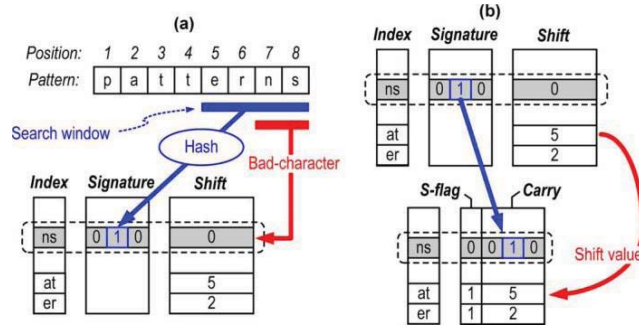 (a)
Position: 1 2 3 4 5 6 7 8
Pattern: p a t t e r n s
Search window
Hash
Bad-character
Index Signature Shift
ns 0 1 0 0
at 5
er 2
(b)
Index Signature Shift
ns 0 1 0 0
at 5
er 2
S-flag Carry
ns 0 0 1 0
Shift value
at 1 5
er 1 2